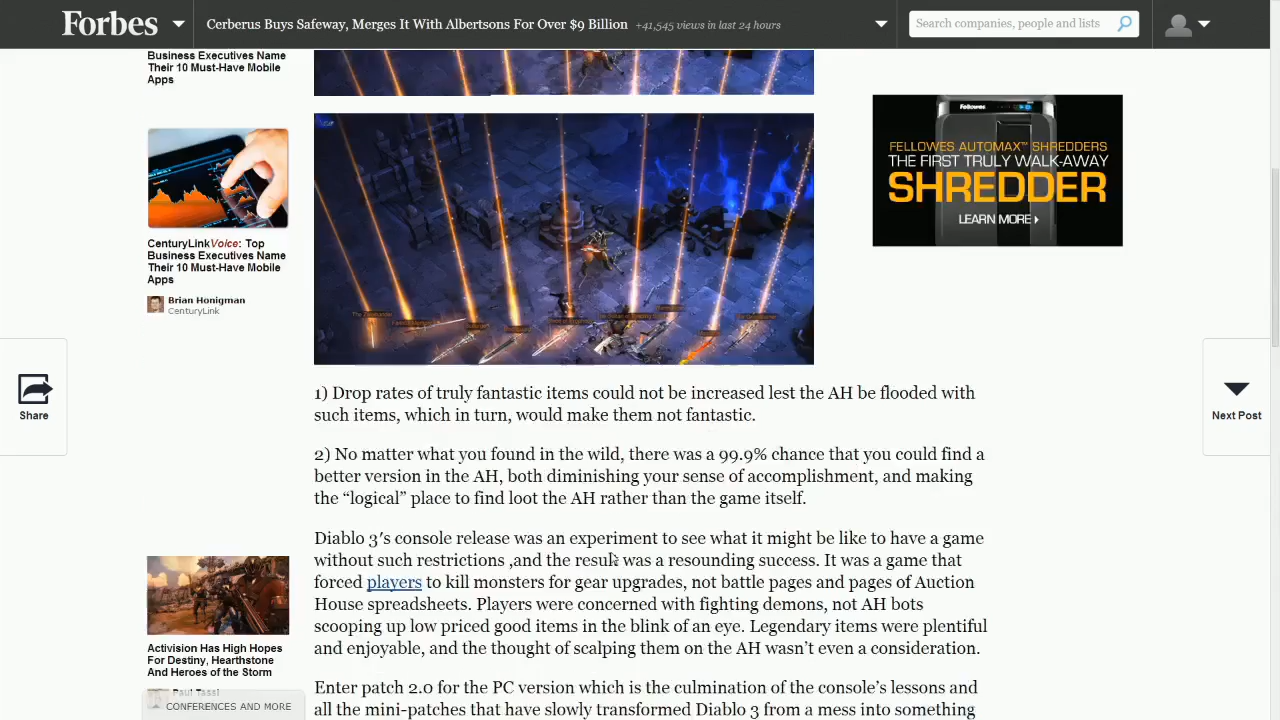 Forbes
Cerberus Buys Safeway, Merges It With Albertsons For Over $9 Billion +41,545 views in last 24 hours
Search companies, people and lists
Business Executives Name
Their 10 Must-Have Mobile
Apps
FELLOWES AUTOMAX™ SHREDDERS
THE FIRST TRULY WALK-AWAY
SHREDDER
LEARN MORE
CenturyLinkVoice: Top
Business Executives Name
Their 10 Must-Have Mobile
Apps
Brian Honigman
CenturyLink
Share
Next Post
1) Drop rates of truly fantastic items could not be increased lest the AH be flooded with
such items, which in turn, would make them not fantastic.
2) No matter what you found in the wild, there was a 99.9% chance that you could find a
better version in the AH, both diminishing your sense of accomplishment, and making
the “logical” place to find loot the AH rather than the game itself.
Diablo 3′s console release was an experiment to see what it might be like to have a game
without such restrictions ,and the result was a resounding success. It was a game that
forced players to kill monsters for gear upgrades, not battle pages and pages of Auction
House spreadsheets. Players were concerned with fighting demons, not AH bots
scooping up low priced good items in the blink of an eye. Legendary items were plentiful
and enjoyable, and the thought of scalping them on the AH wasn’t even a consideration.
Activision Has High Hopes
For Destiny, Hearthstone
And Heroes of the Storm
Paul Tassi
CONFERENCES AND MORE
Enter patch 2.0 for the PC version which is the culmination of the console’s lessons and
all the mini-patches that have slowly transformed Diablo 3 from a mess into something